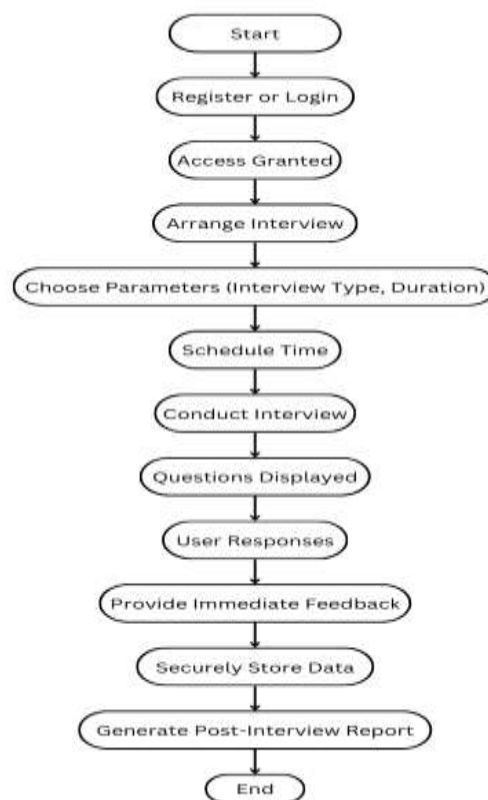 Start
Register or Login
Access Granted
Arrange Interview
Choose Parameters (Interview Type, Duration)
Schedule Time
Conduct Interview
Questions Displayed
User Responses
Provide Immediate Feedback
Securely Store Data
Generate Post-Interview Report
End